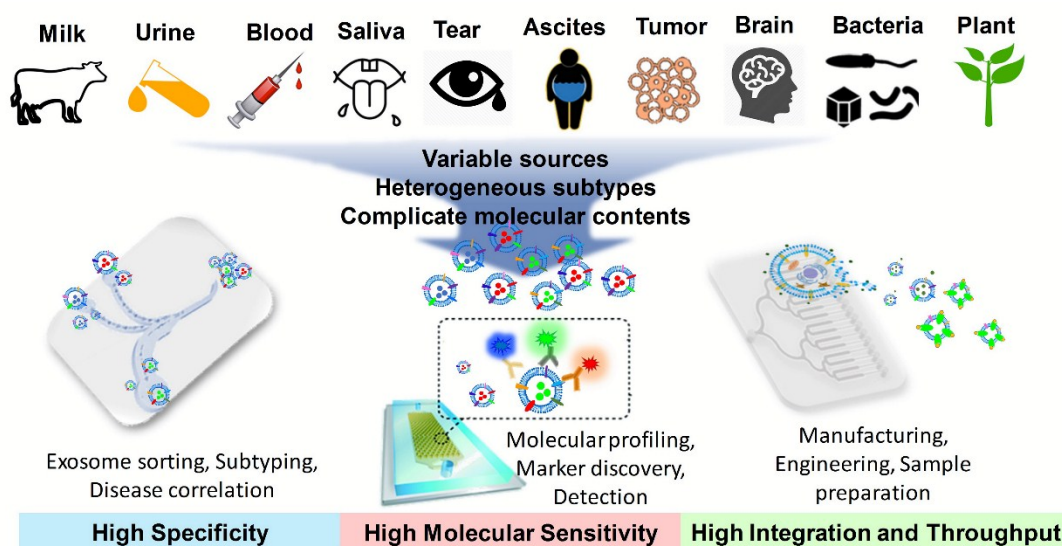 Milk Urine Blood Saliva Tear Ascites Tumor Brain Bacteria Plant
Variable sources
Heterogeneous subtypes
Complicate molecular contents
Exosome sorting, Subtyping,
Disease correlation
Molecular profiling,
Marker discovery,
Detection
Manufacturing,
Engineering, Sample
preparation
High Specificity
High Molecular Sensitivity
High Integration and Throughput